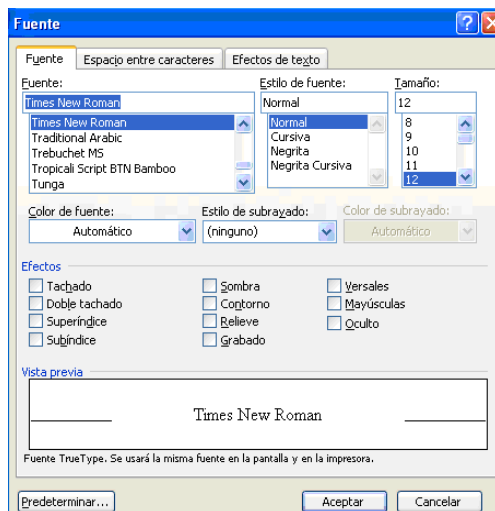 Fuente
Fuente Espacio entre caracteres Efectos de texto
Fuente: Estilo de fuente: Tamaño:
Times New Roman Normal 12
Times New Roman Normal 8
Traditional Arabic Cursiva 9
Trebuchet MS Negrita 10
Tropicali Script BTN Bamboo Negrita Cursiva 11
Tunga 12
Color de fuente: Estilo de subrayado: Color de subrayado:
Automático (ninguno) Automático
Efectos
Tachado Sombra Versales
Doble tachado Contorno Mayúsculas
Superíndice Relieve Oculto
Subíndice Grabado
Vista previa
Times New Roman
Fuente TrueType. Se usará la misma fuente en la pantalla y en la impresora.
Predeterminar... Aceptar Cancelar